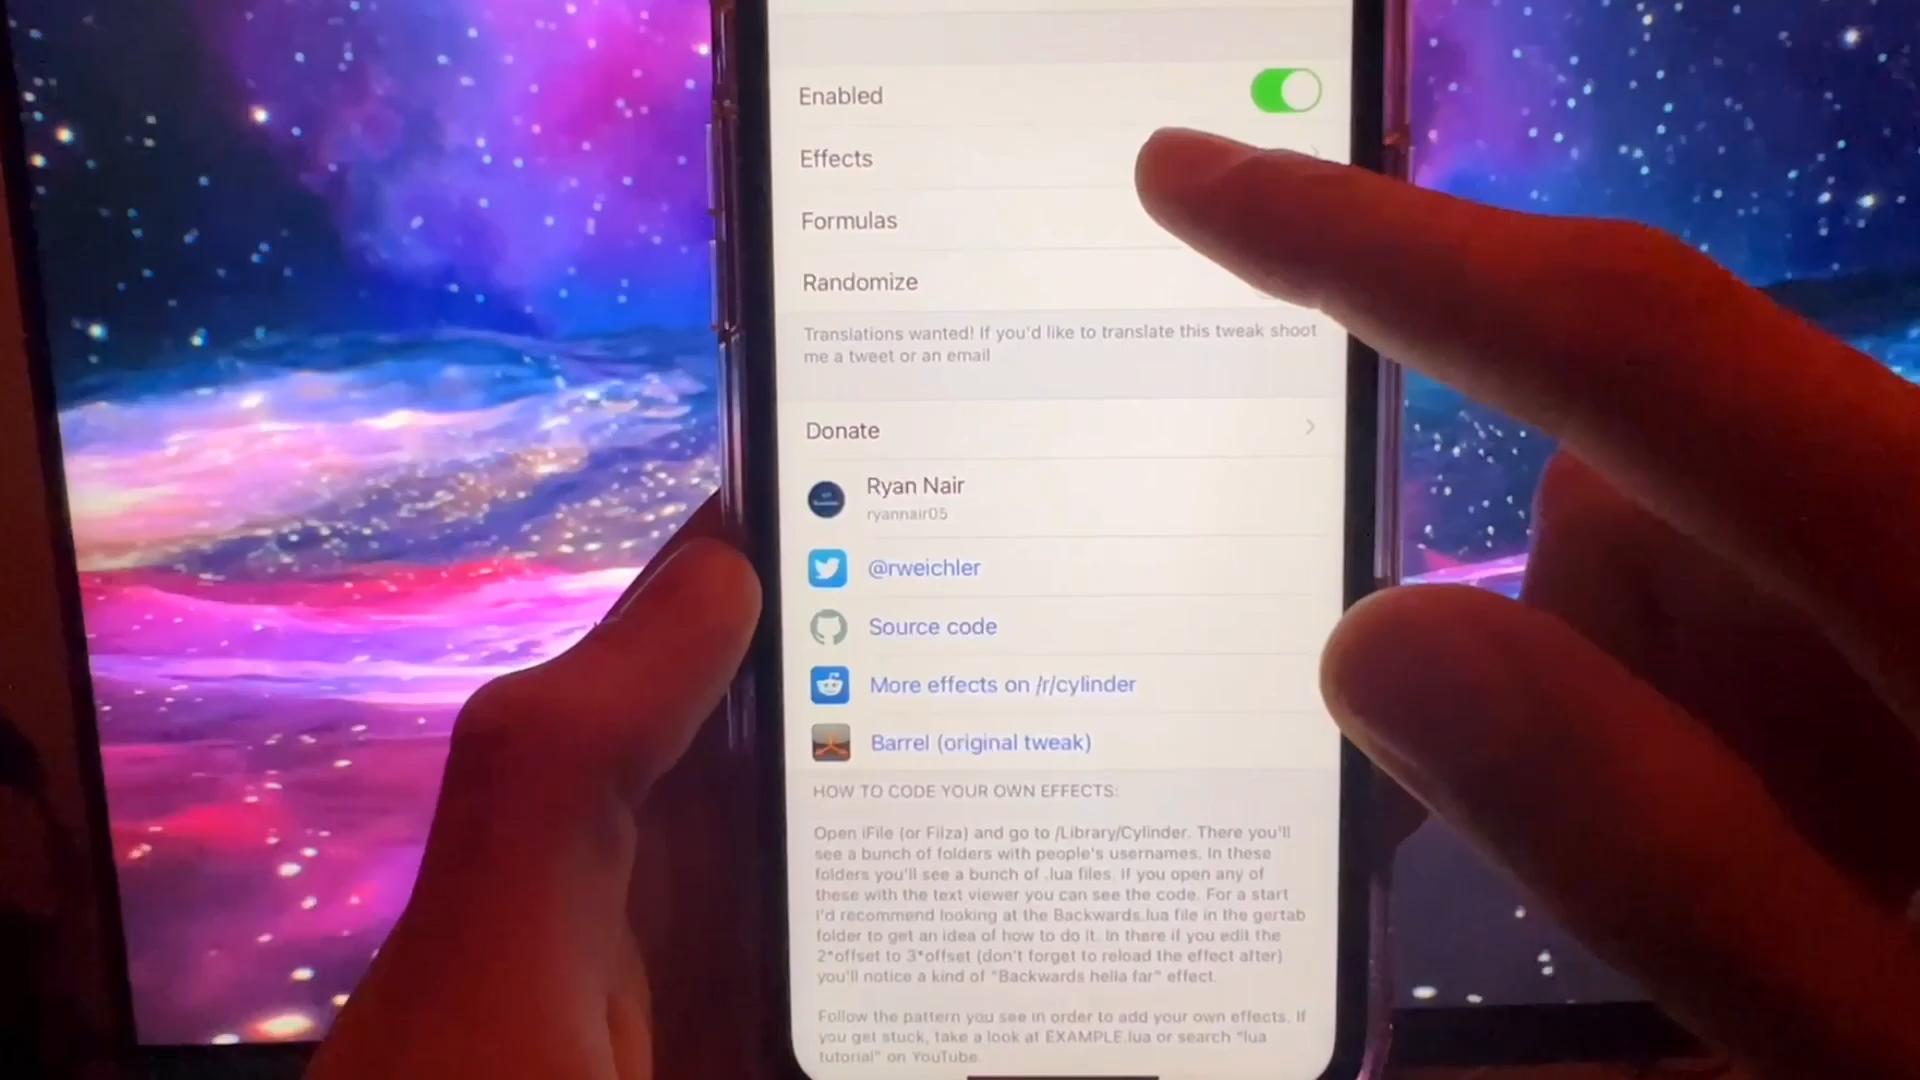 Enabled
Effects
Formulas
Randomize
Translations wanted! If you'd like to translate this tweak shoot
me a tweet or an email
Donate
Ryan Nair
ryannair05
@rweichler
Source code
More effects on /r/cylinder
Barrel (original tweak)
HOW TO CODE YOUR OWN EFFECTS:
Open iFile (or Filza) and go to /Library/Cylinder. There you'll
see a bunch of folders with people's usernames. In these
folders you'll see a bunch of .lua files. If you open any of
these with the text viewer you can see the code. For a start
I'd recommend looking at the Backwards.lua file in the gertab
folder to get an idea of how to do it. In there if you edit the
2*offset to 3*offset (don't forget to reload the effect after)
you'll notice a kind of "Backwards hella far" effect.
Follow the pattern you see in order to add your own effects. If
you get stuck, take a look at EXAMPLE.lua or search "lua
tutorial" on YouTube.